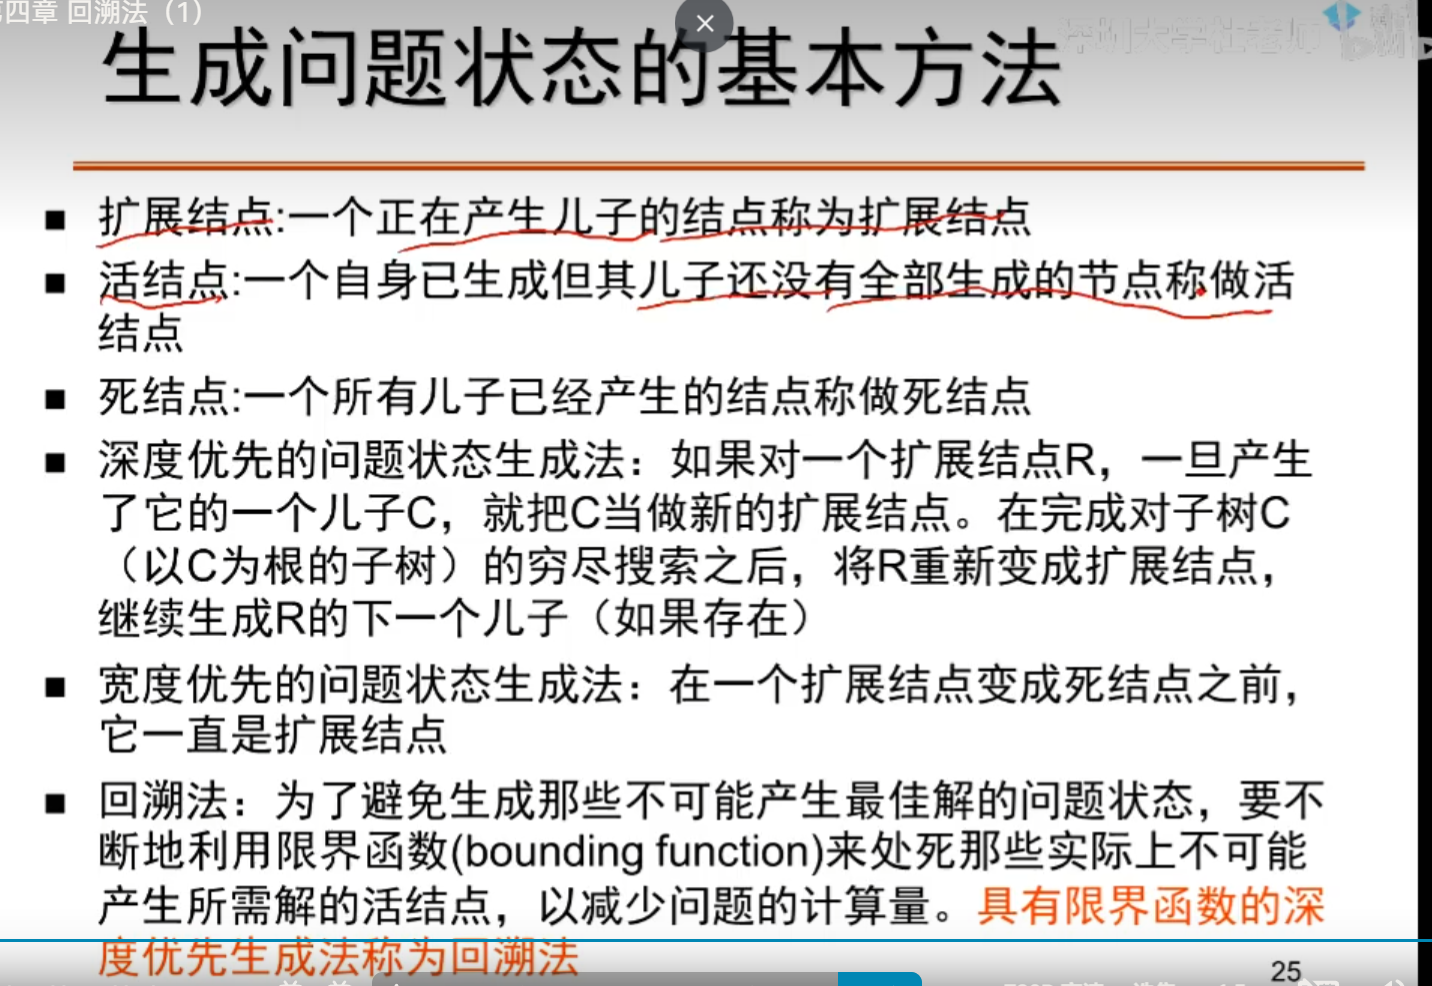 四章 回溯法（1）
生成问题状态的基本方法
■ 扩展结点:一个正在产生儿子的结点称为扩展结点
■ 活结点:一个自身已生成但其儿子还没有全部生成的节点称做活
结点
■ 死结点:一个所有儿子已经产生的结点称做死结点
■ 深度优先的问题状态生成法：如果对一个扩展结点R，一旦产生
了它的一个儿子C，就把C当做新的扩展结点。在完成对子树C
（以C为根的子树）的穷尽搜索之后，将R重新变成扩展结点，
继续生成R的下一个儿子（如果存在）
■ 宽度优先的问题状态生成法：在一个扩展结点变成死结点之前，
它一直是扩展结点
■ 回溯法：为了避免生成那些不可能产生最佳解的问题状态，要不
断地利用限界函数(bounding function)来处死那些实际上不可能
产生所需解的活结点，以减少问题的计算量。具有限界函数的深
度优先生成法称为回溯法
25